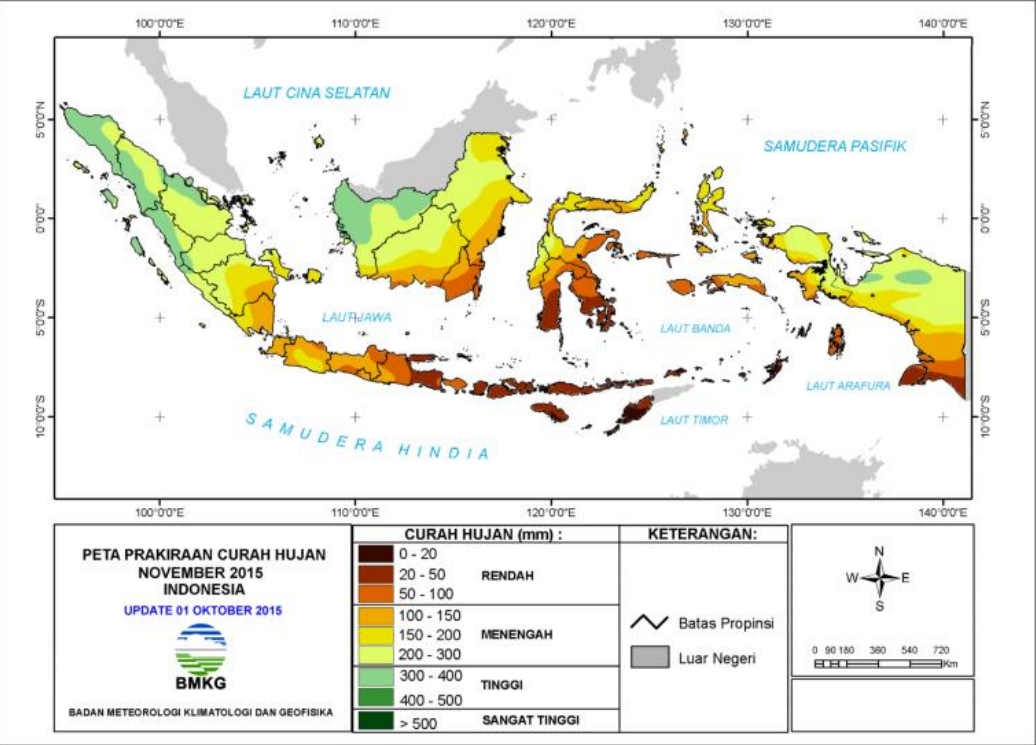 100°0'0"E 110°0'0"E 120°0'0"E 130°0'0"E 140°0'0"E
LAUT CINA SELATAN
5°0'0"N 5°0'0"N
SAMUDERA PASIFIK
0°0'0" 0°0'0"
5°0'0"S 5°0'0"S
LAUT JAWA
LAUT BANDA
LAUT ARAFURA
10°0'0"S 10°0'0"S
SAMUDERA HINDIA
LAUT TIMOR
100°0'0"E 110°0'0"E 120°0'0"E 130°0'0"E 140°0'0"E
PETA PRAKIRAAN CURAH HUJAN
NOVEMBER 2015
INDONESIA
UPDATE 01 OKTOBER 2015
BMKG
BADAN METEOROLOGI KLIMATOLOGI DAN GEOFISIKA
CURAH HUJAN (mm) :
0 - 20
20 - 50 RENDAH
50 - 100
100 - 150
150 - 200 MENENGAH
200 - 300
300 - 400 TINGGI
400 - 500
> 500 SANGAT TINGGI
KETERANGAN:
Batas Propinsi
Luar Negeri
N
W E
S
0 90 180 360 540 720
Km